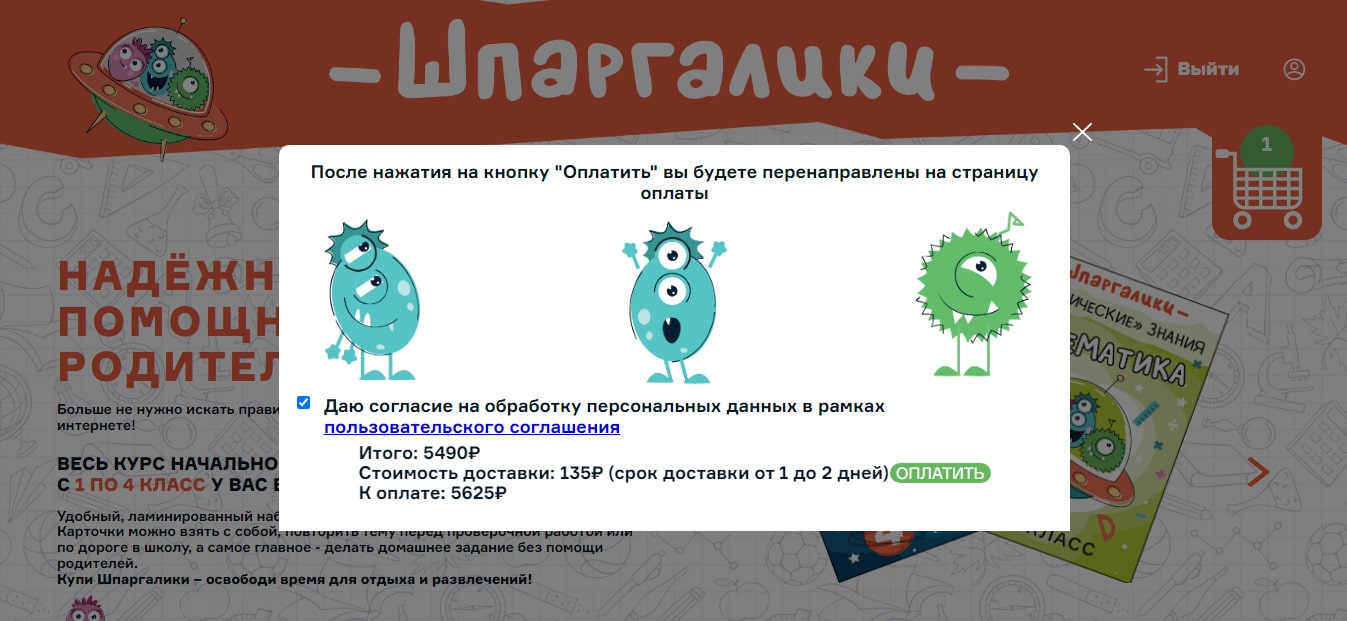 –Шпаргалики–
Выйти
1
После нажатия на кнопку "Оплатить" вы будете перенаправлены на страницу
оплаты
НАДЁЖН
ПОМОЩН
РОДИТЕЛ
Больше не нужно искать прави
интернете!
ВЕСЬ КУРС НАЧАЛЬНО
С 1 ПО 4 КЛАСС У ВАС В
Удобный, ламинированный наб
Карточки можно взять с собой, повторить тему перед проверочной работой или
по дороге в школу, а самое главное - делать домашнее задание без помощи
родителей.
Купи Шпаргалики – освободи время для отдыха и развлечений!
Даю согласие на обработку персональных данных в рамках
пользовательского соглашения
Итого: 5490₽
Стоимость доставки: 135₽ (срок доставки от 1 до 2 дней) ОПЛАТИТЬ
К оплате: 5625₽
Шпаргалики–
ИЧЕСКИЕ» ЗНАНИЯ
ЕМАТИКА
4
КЛАСС